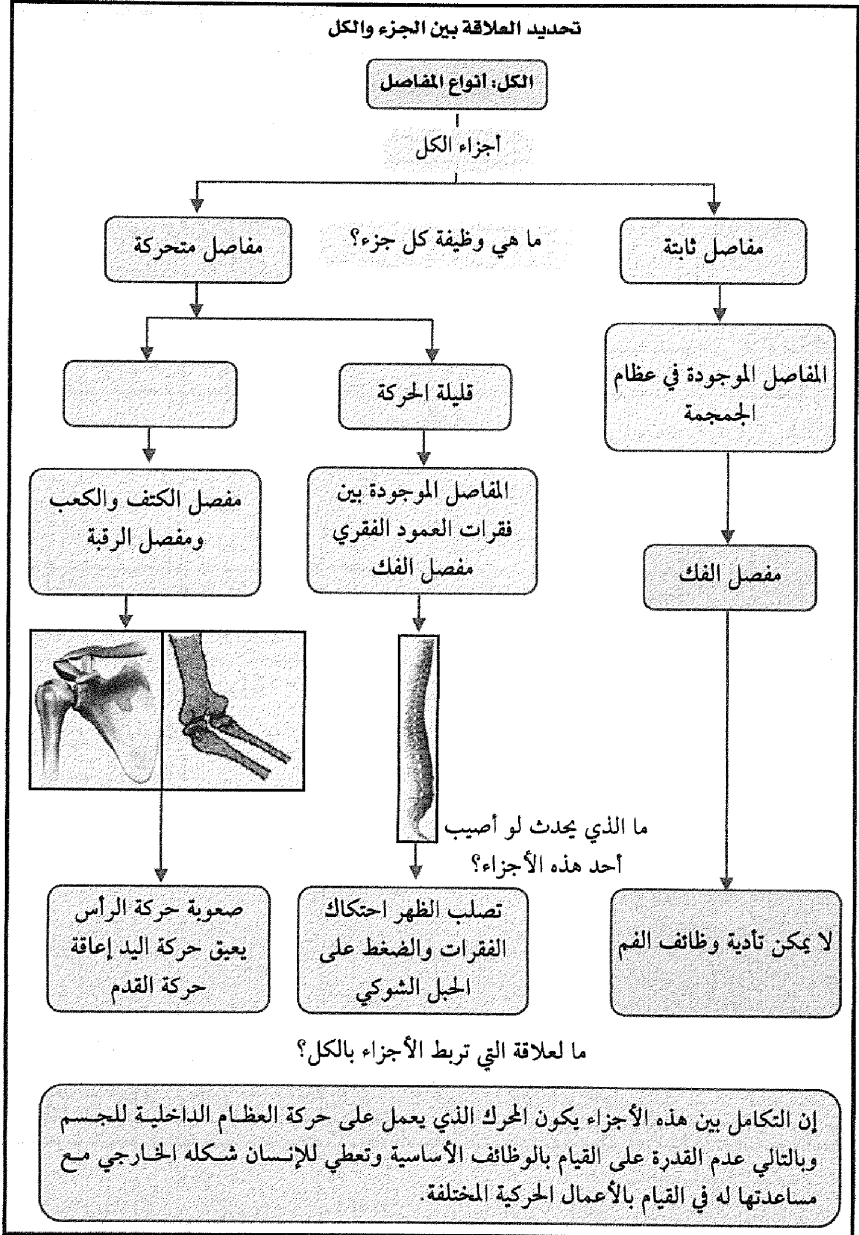 تحديد العلاقة بين الجزء والكل
الكل: أنواع المفاصل
أجزاء الكل
مفاصل ثابتة
ما هي وظيفة كل جزء؟
مفاصل متحركة
المفاصل الموجودة في عظام
الجمجمة
قليلة الحركة
مفصل الفك
المفاصل الموجودة بين
فقرات العمود الفقري
مفصل الفك
مفصل الكتف والكعب
ومفصل الرقبة
ما الذي يحدث لو أصيب
أحد هذه الأجزاء؟
لا يمكن تأدية وظائف الفم
تصلب الظهر احتكاك
الفقرات والضغط على
الحبل الشوكي
صعوبة حركة الرأس
يعيق حركة اليد إعاقة
حركة القدم
ما لعلاقة التي تربط الأجزاء بالكل؟
إن التكامل بين هذه الأجزاء يكون المحرك الذي يعمل على حركة العظام الداخلية للجسم
وبالتالي عدم القدرة على القيام بالوظائف الأساسية وتعطي للإنسان شكله الخارجي مع
مساعدتها له في القيام بالأعمال الحركية المختلفة.